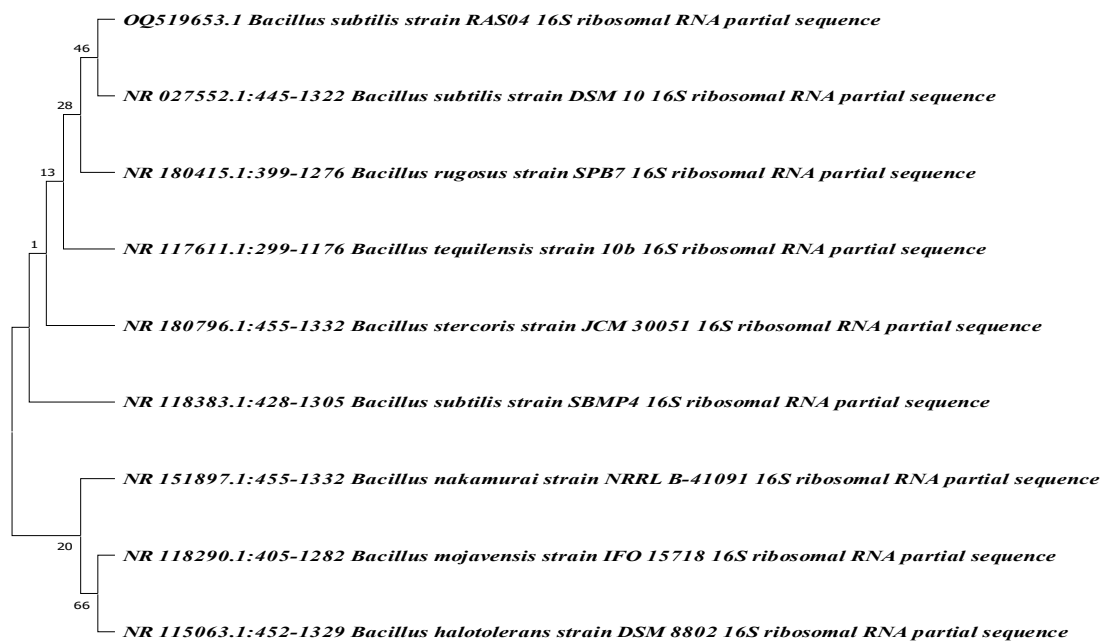 OQ519653.1 Bacillus subtilis strain RAS04 16S ribosomal RNA partial sequence
46
NR 027552.1:445-1322 Bacillus subtilis strain DSM 10 16S ribosomal RNA partial sequence
28
NR 180415.1:399-1276 Bacillus rugosus strain SPB7 16S ribosomal RNA partial sequence
13
NR 117611.1:299-1176 Bacillus tequilensis strain 10b 16S ribosomal RNA partial sequence
1
NR 180796.1:455-1332 Bacillus stercoris strain JCM 30051 16S ribosomal RNA partial sequence
NR 118383.1:428-1305 Bacillus subtilis strain SBMP4 16S ribosomal RNA partial sequence
NR 151897.1:455-1332 Bacillus nakamurai strain NRRL B-41091 16S ribosomal RNA partial sequence
20
NR 118290.1:405-1282 Bacillus mojavensis strain IFO 15718 16S ribosomal RNA partial sequence
66
NR 115063.1:452-1329 Bacillus halotolerans strain DSM 8802 16S ribosomal RNA partial sequence